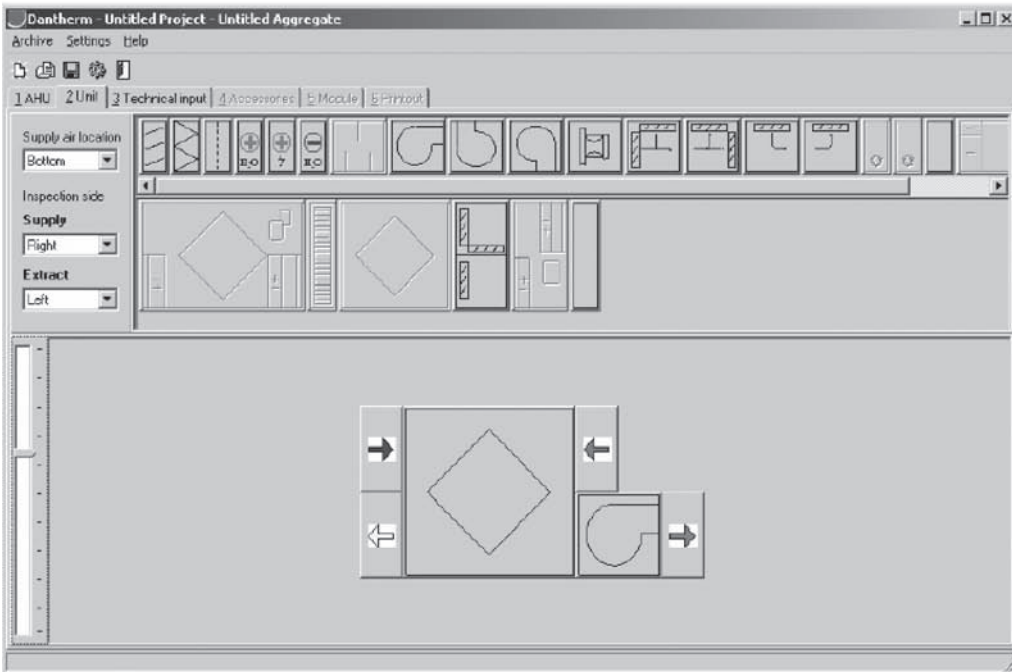 Dantherm - Untitled Project - Untitled Aggregate
Archive Settings Help
1 AHU 2 Unit 3 Technical input 4 Accessores 5 Module 6 Printout
Supply air location
Bottom
Inspection side
Supply
Right
Extract
Left